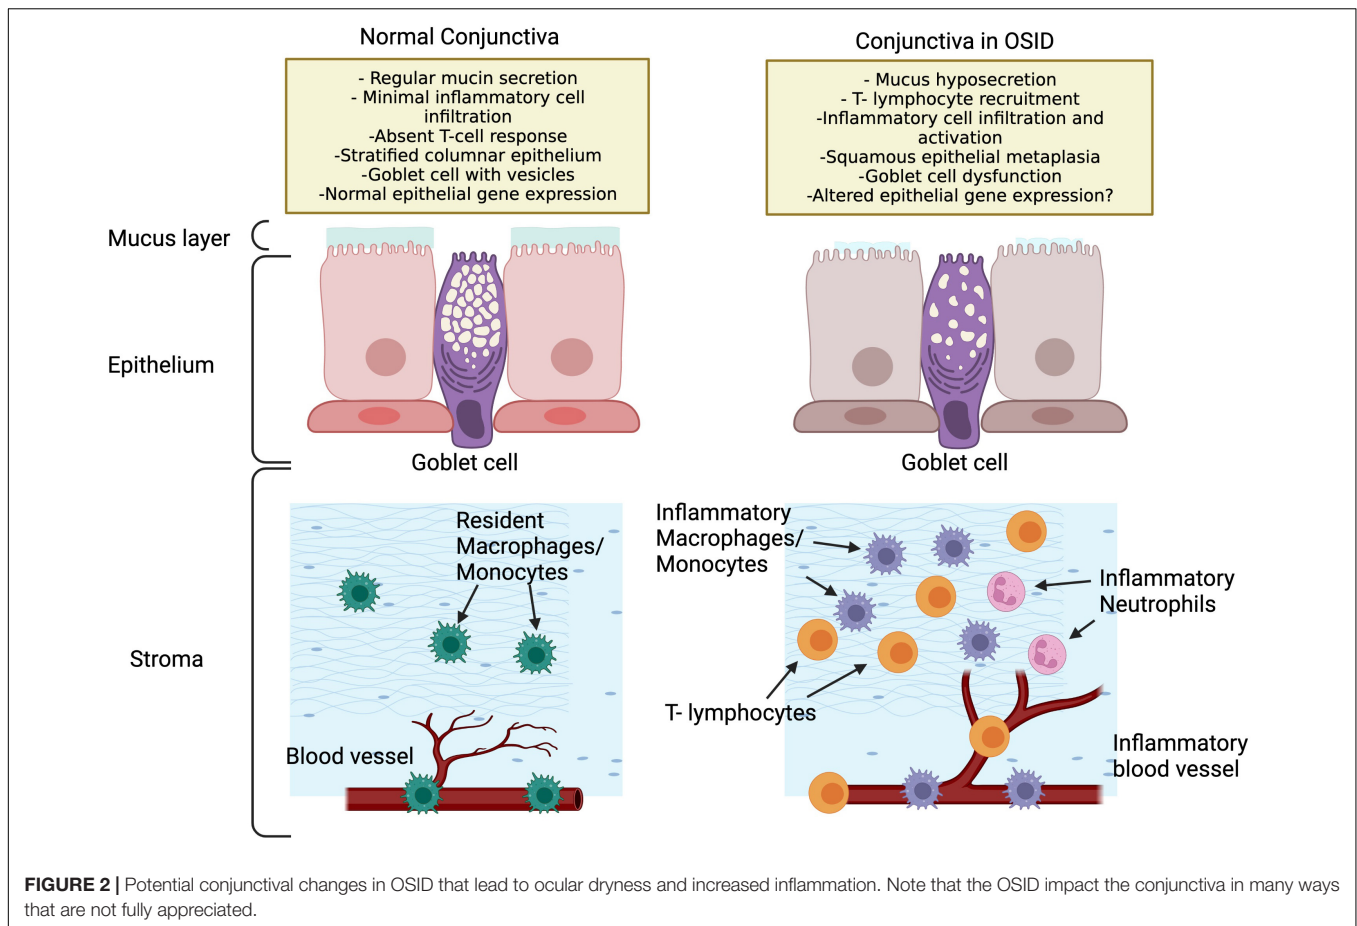 Normal Conjunctiva
- Regular mucin secretion
- Minimal inflammatory cell
infiltration
-Absent T-cell response
-Stratified columnar epithelium
-Goblet cell with vesicles
-Normal epithelial gene expression
Conjunctiva in OSID
- Mucus hyposecretion
- T- lymphocyte recruitment
-Inflammatory cell infiltration and
activation
-Squamous epithelial metaplasia
-Goblet cell dysfunction
-Altered epithelial gene expression?
Mucus layer
Epithelium
Goblet cell
Goblet cell
Stroma
Resident
Macrophages/
Monocytes
Blood vessel
Inflammatory
Macrophages/
Monocytes
Inflammatory
Neutrophils
T- lymphocytes
Inflammatory
blood vessel
FIGURE 2 | Potential conjunctival changes in OSID that lead to ocular dryness and increased inflammation. Note that the OSID impact the conjunctiva in many ways
that are not fully appreciated.